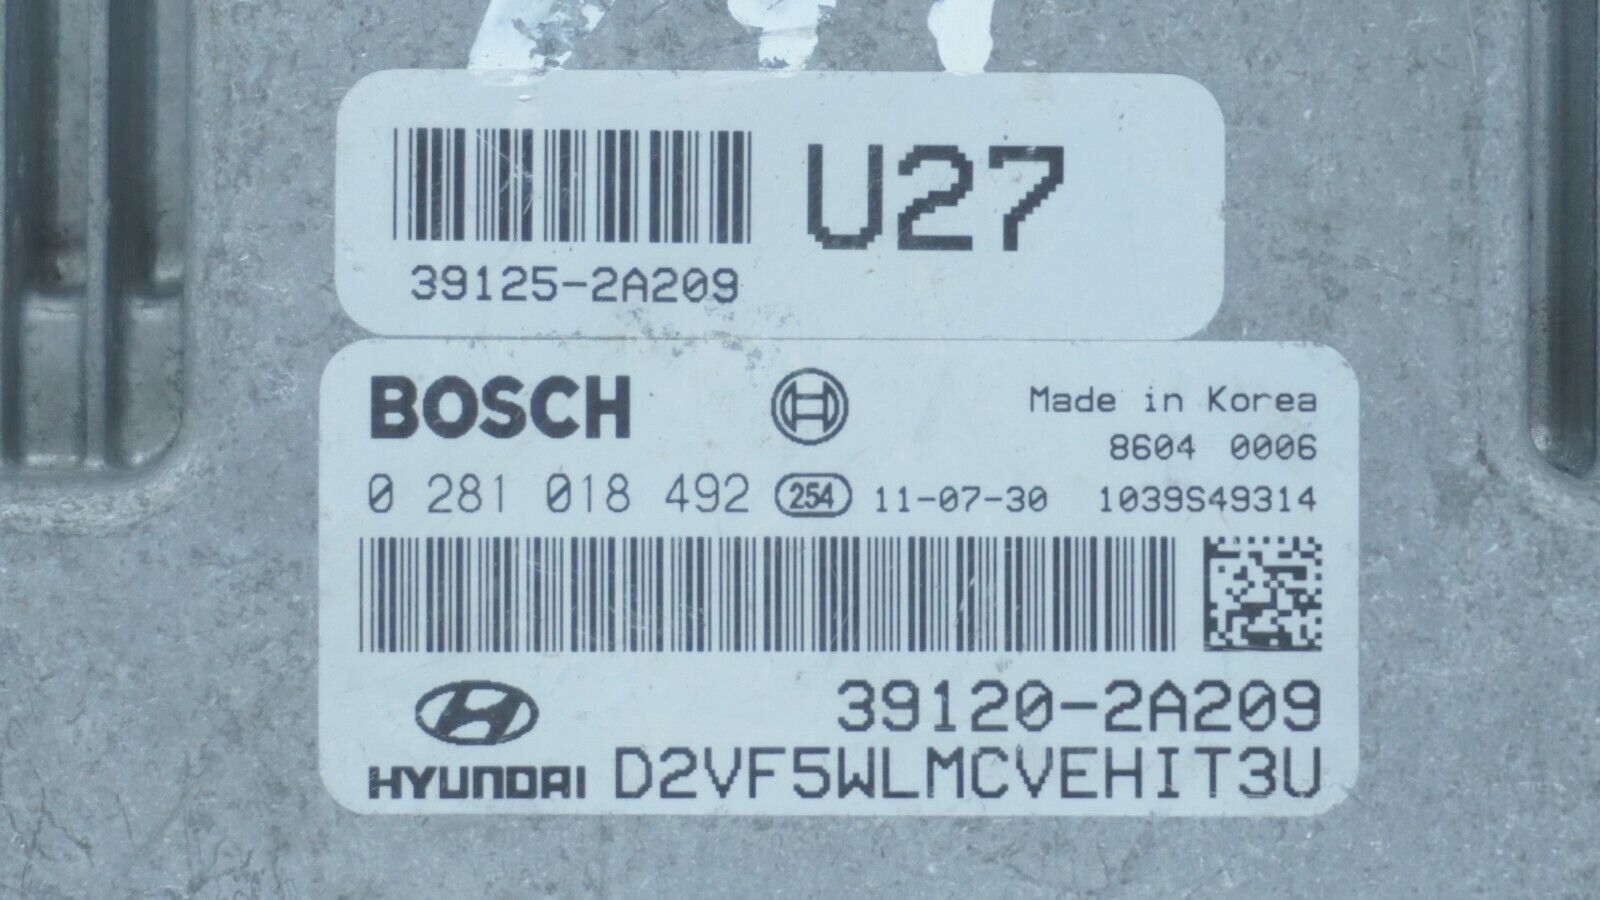 U27
39125-2A209
BOSCH
Made in Korea
8604 0006
0 281 018 492 254 11-07-30 1039S49314
39120-2A209
HYUNDAI D2VF5WLMCVEHIT3U